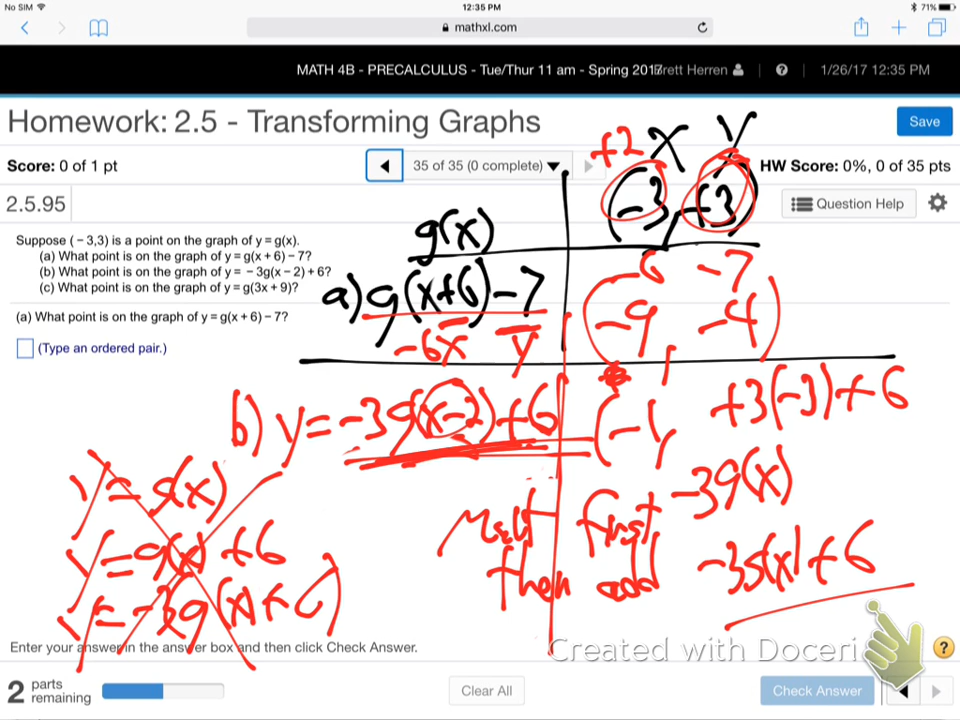 No SIM 12:35 PM 71%
mathxl.com
MATH 4B - PRECALCULUS - Tue/Thur 11 am - Spring 2017 Brett Herren 1/26/17 12:35 PM
Homework: 2.5 - Transforming Graphs
Save
Score: 0 of 1 pt
35 of 35 (0 complete)
HW Score: 0%, 0 of 35 pts
2.5.95
Question Help
+2 x y
(-3, +3)
g(x)
Suppose ( − 3,3) is a point on the graph of y = g(x).
(a) What point is on the graph of y = g(x + 6) − 7?
(b) What point is on the graph of y = − 3g(x − 2) + 6?
(c) What point is on the graph of y = g(3x + 9)?
(a) What point is on the graph of y = g(x + 6) − 7?
(Type an ordered pair.)
a) g(x+6)-7
-6 -7
(-9, -4)
-6x y
b) y = -3g(x-2)+6
(-1, +3(-3)+6
y = g(x)
y = g(x) +6
y = -3g(x)+6)
Mult first
then add
-3g(x)
-3g(x)+6
Enter your answer in the answer box and then click Check Answer.
Created with Doceri
2 parts remaining
Clear All
Check Answer